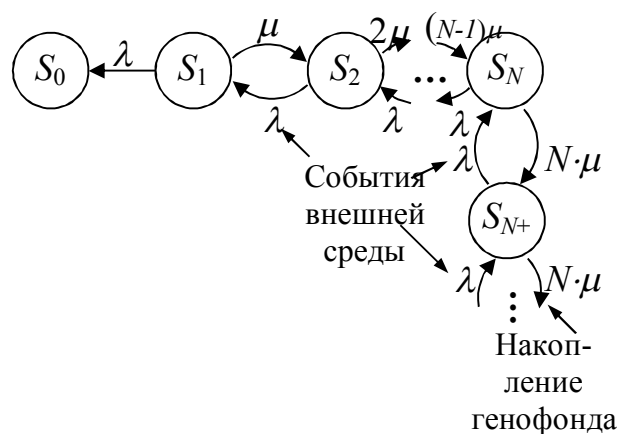 S0 λ S1 μ S2 2μ ... (N-1)μ SN
λ λ λ
λ N·μ
События
внешней
среды
SN+
λ N·μ
⋮
Накоп-
ление
генофонда